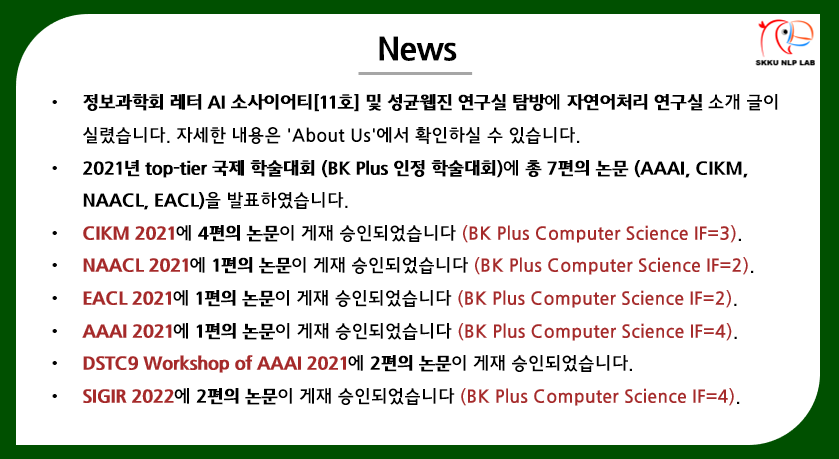 News
SKKU NLP LAB
• 정보과학회 레터 AI 소사이어티[11호] 및 성균웹진 연구실 탐방에 자연어처리 연구실 소개 글이
실렸습니다. 자세한 내용은 'About Us'에서 확인하실 수 있습니다.
• 2021년 top-tier 국제 학술대회 (BK Plus 인정 학술대회)에 총 7편의 논문 (AAAI, CIKM,
NAACL, EACL)을 발표하였습니다.
• CIKM 2021에 4편의 논문이 게재 승인되었습니다 (BK Plus Computer Science IF=3).
• NAACL 2021에 1편의 논문이 게재 승인되었습니다 (BK Plus Computer Science IF=2).
• EACL 2021에 1편의 논문이 게재 승인되었습니다 (BK Plus Computer Science IF=2).
• AAAI 2021에 1편의 논문이 게재 승인되었습니다 (BK Plus Computer Science IF=4).
• DSTC9 Workshop of AAAI 2021에 2편의 논문이 게재 승인되었습니다.
• SIGIR 2022에 2편의 논문이 게재 승인되었습니다 (BK Plus Computer Science IF=4).